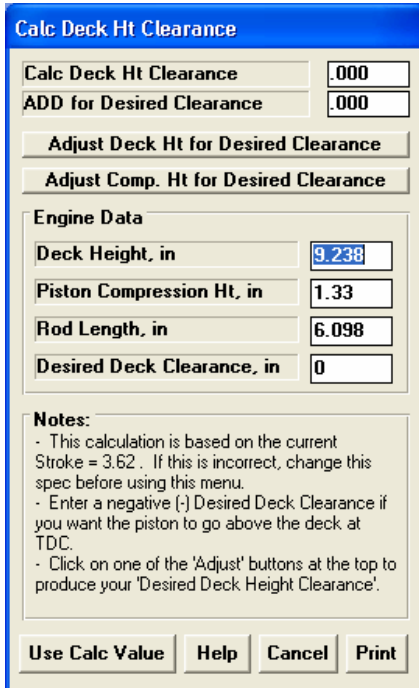 Calc Deck Ht Clearance
Calc Deck Ht Clearance .000
ADD for Desired Clearance .000
Adjust Deck Ht for Desired Clearance
Adjust Comp. Ht for Desired Clearance
Engine Data
Deck Height, in 9.238
Piston Compression Ht, in 1.33
Rod Length, in 6.098
Desired Deck Clearance, in 0
Notes:
- This calculation is based on the current
Stroke = 3.62 . If this is incorrect, change this
spec before using this menu.
- Enter a negative (-) Desired Deck Clearance if
you want the piston to go above the deck at
TDC.
- Click on one of the 'Adjust' buttons at the top to
produce your 'Desired Deck Height Clearance'.
Use Calc Value Help Cancel Print